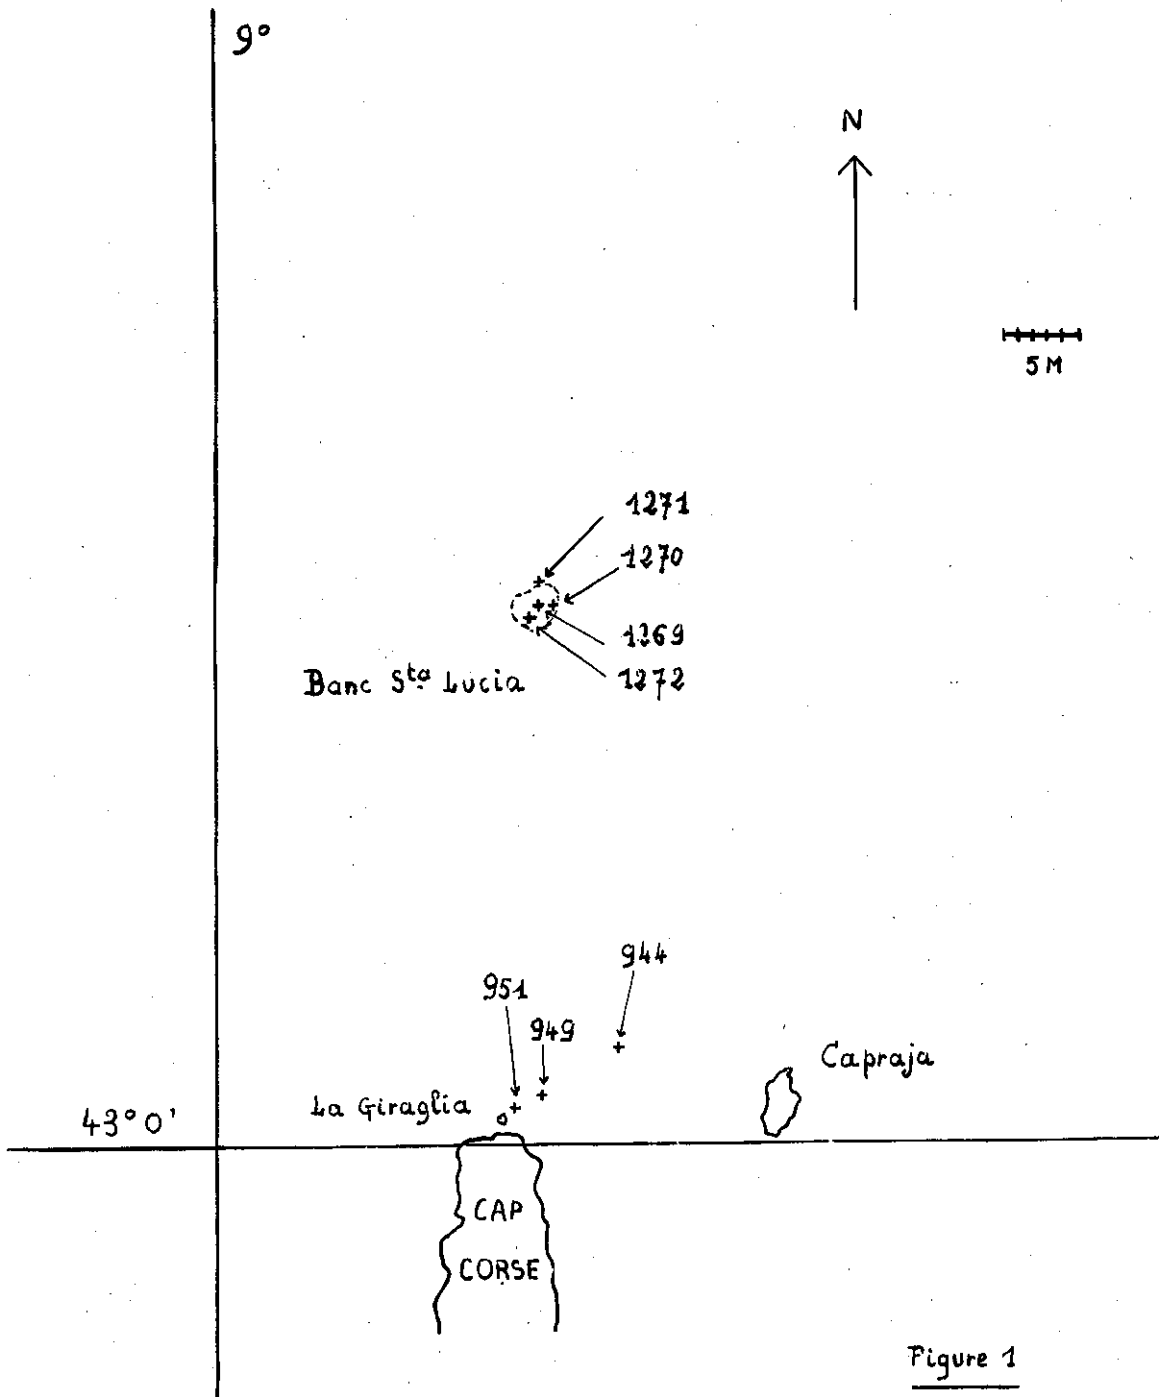 9°
N
5 M
1271
1270
1269
1272
Banc Sta Lucia
944
951
949
Capraja
La Giraglia
43° 0'
CAP
CORSE
Figure 1